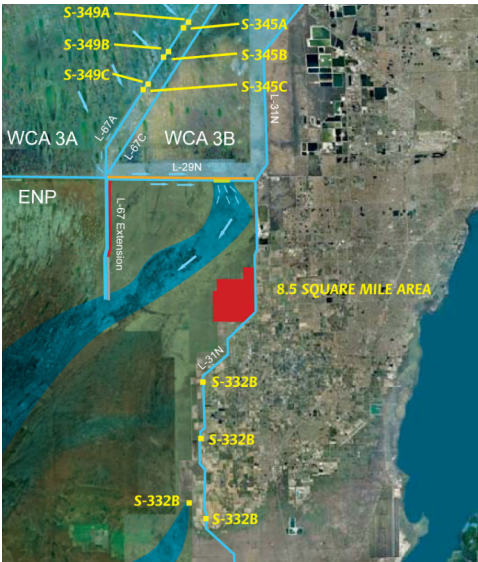 S-349A
S-345A
S-349B
S-345B
S-349C
S-345C
L-31N
L-67A
L-67C
WCA 3A
WCA 3B
L-29N
ENP
L-67 Extension
8.5 SQUARE MILE AREA
L-31N
S-332B
S-332B
S-332B
S-332B